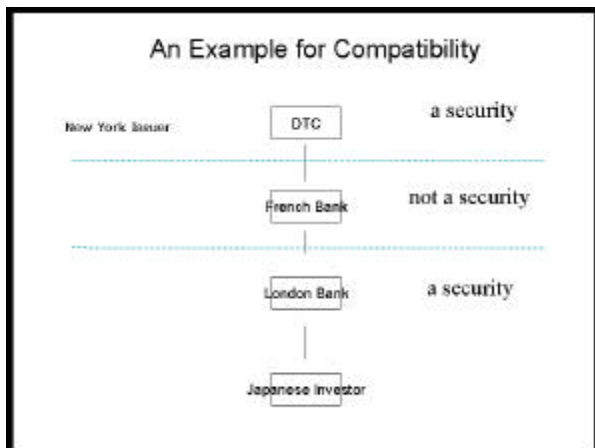 An Example for Compatibility
New York Issuer
DTC
a security
French Bank
not a security
London Bank
a security
Japanese Investor